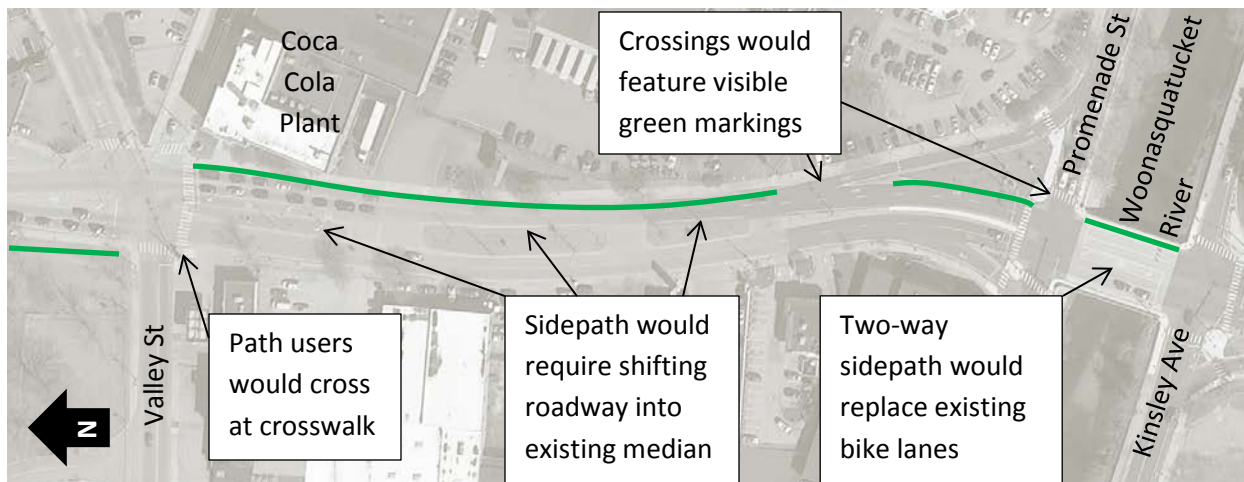 Coca
Cola
Plant
Crossings would
feature visible
green markings
Promenade St
Woonasquatucket
River
Path users
would cross
at crosswalk
Sidepath would
require shifting
roadway into
existing median
Two-way
sidepath would
replace existing
bike lanes
Valley St
Kinsley Ave
N